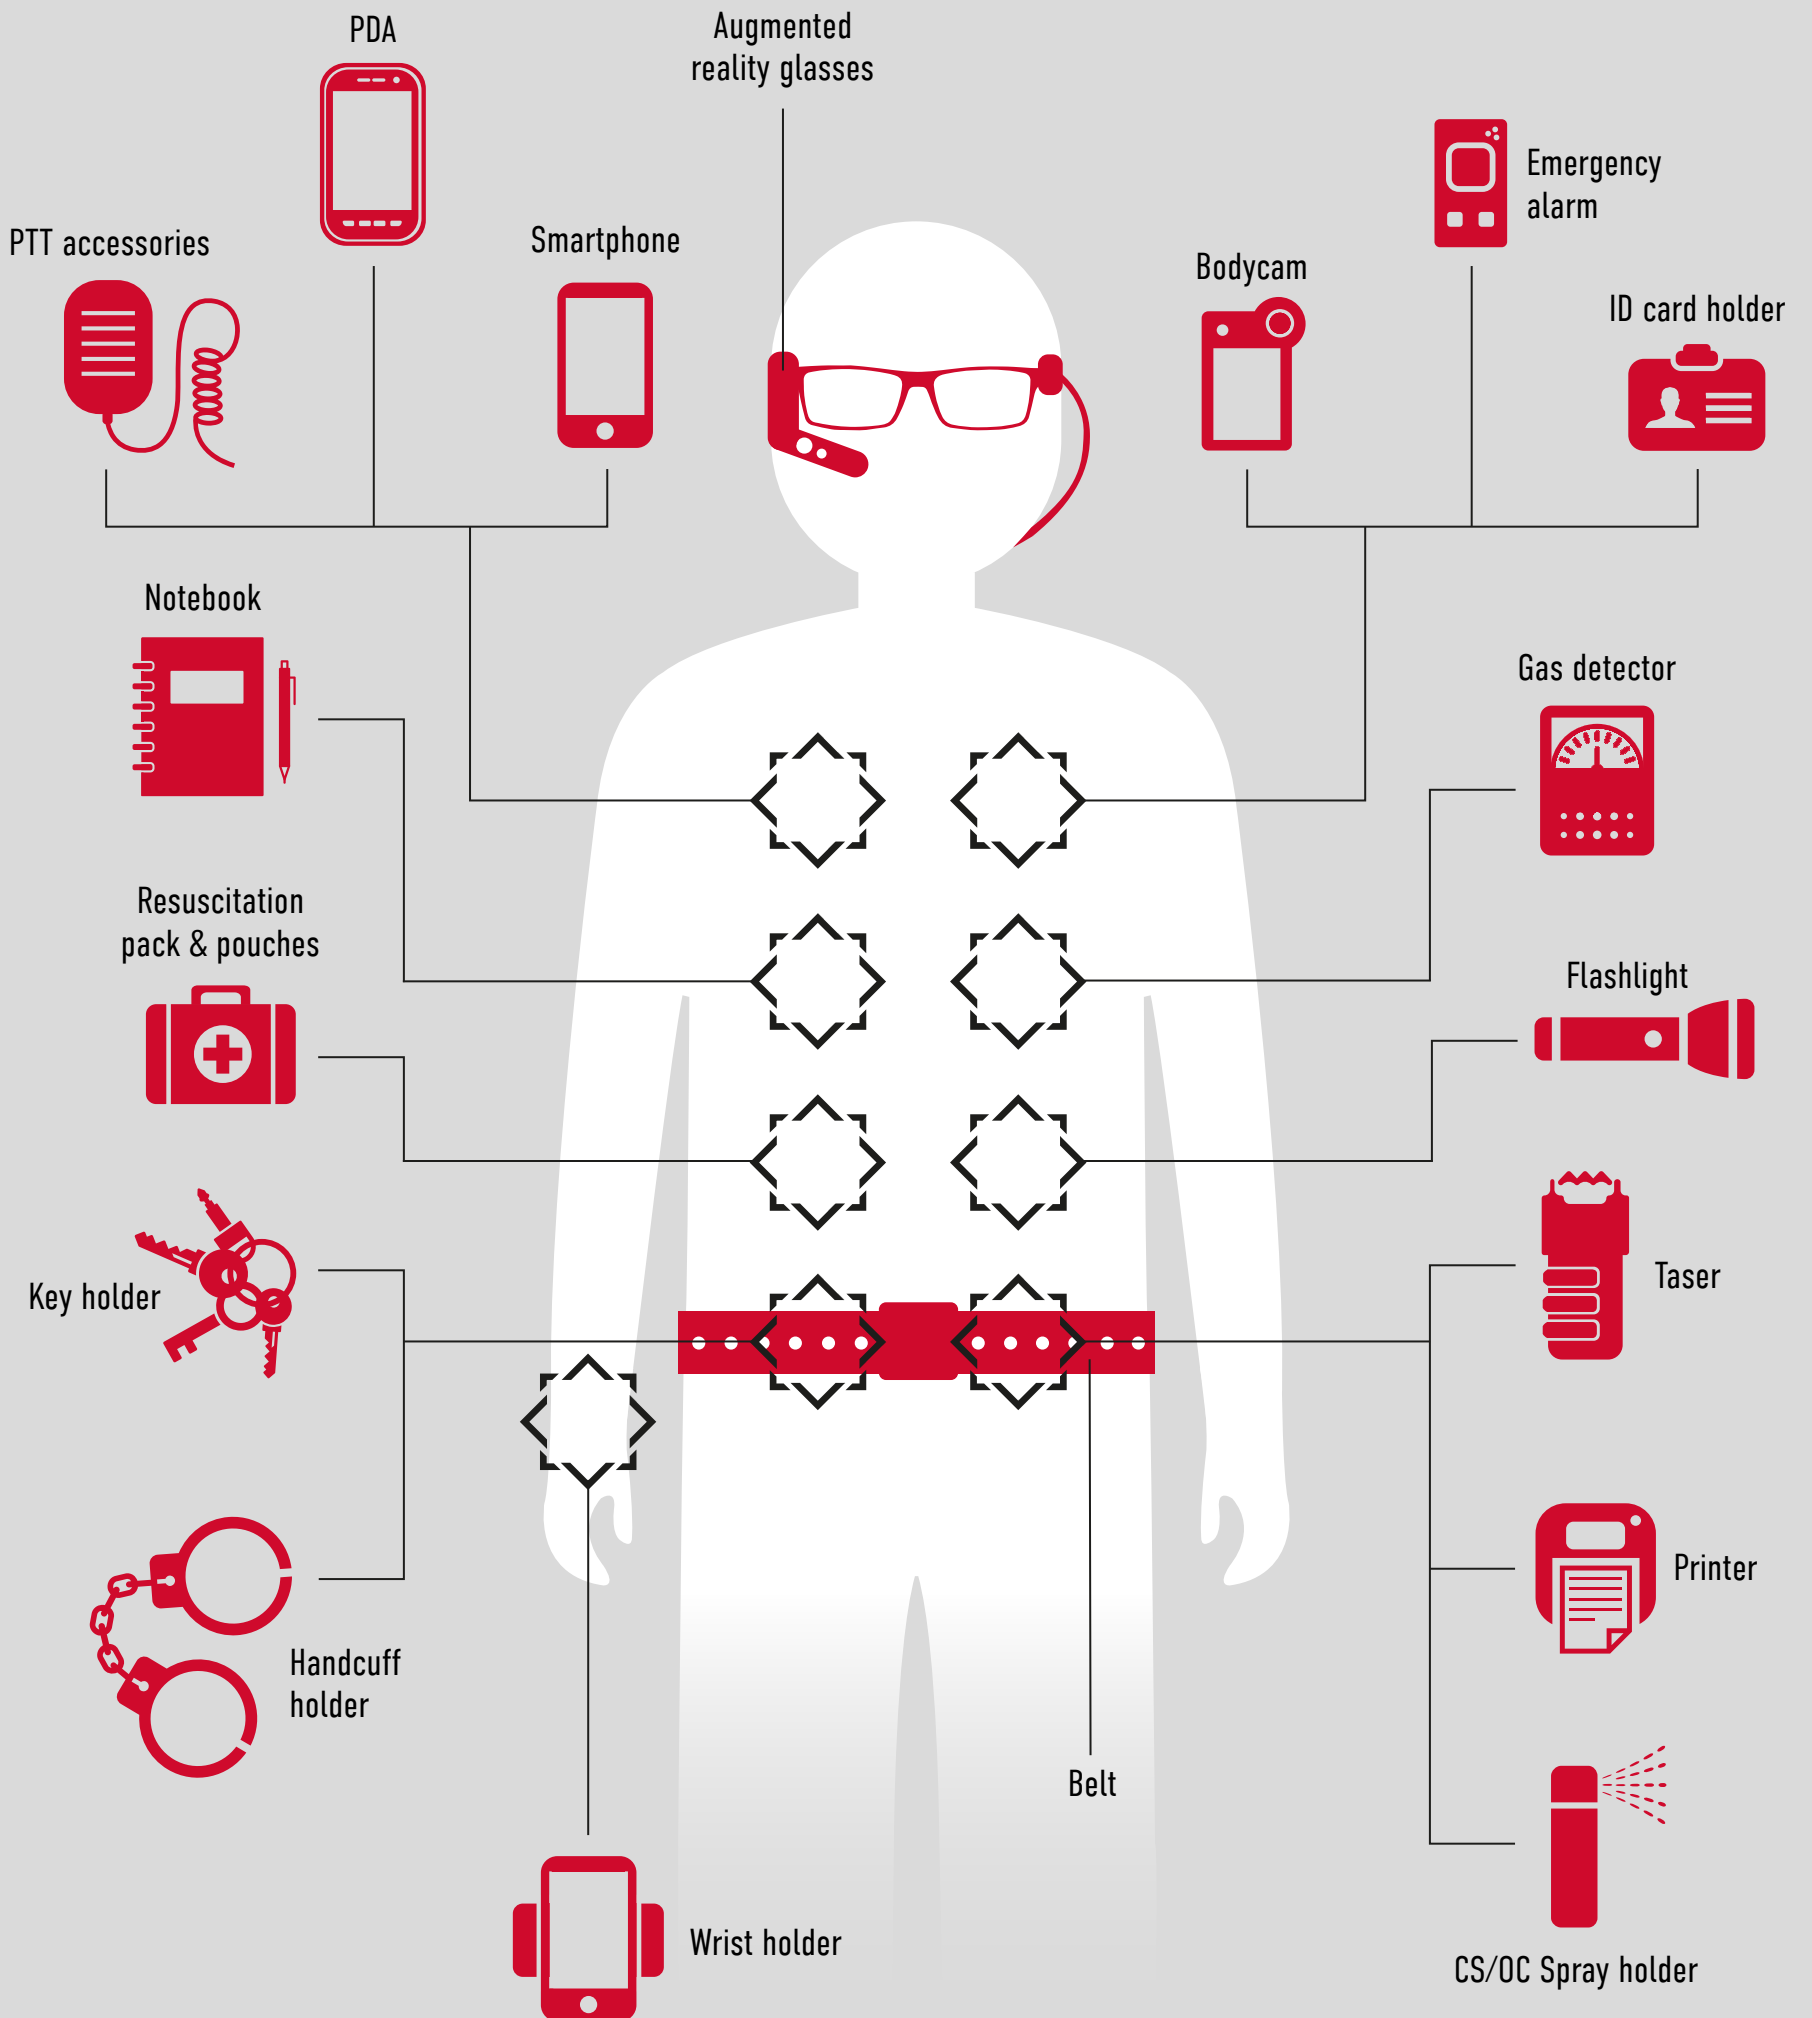 PDA
Augmented
reality glasses
Emergency
alarm
PTT accessories
Smartphone
Bodycam
ID card holder
Notebook
Gas detector
Resuscitation
pack & pouches
Flashlight
Key holder
Taser
Printer
Handcuff
holder
Belt
Wrist holder
CS/OC Spray holder